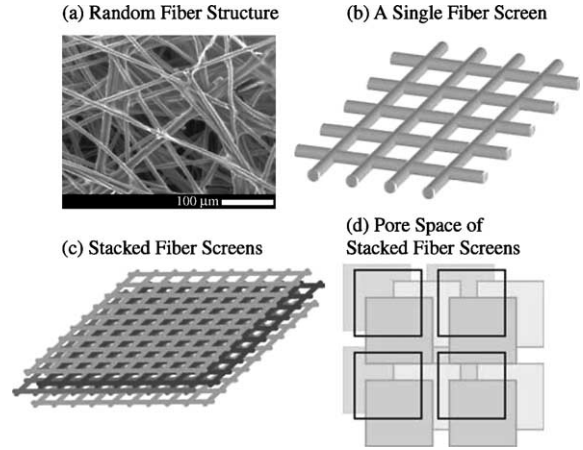 (a) Random Fiber Structure
(b) A Single Fiber Screen
100 μm
(c) Stacked Fiber Screens
(d) Pore Space of
Stacked Fiber Screens